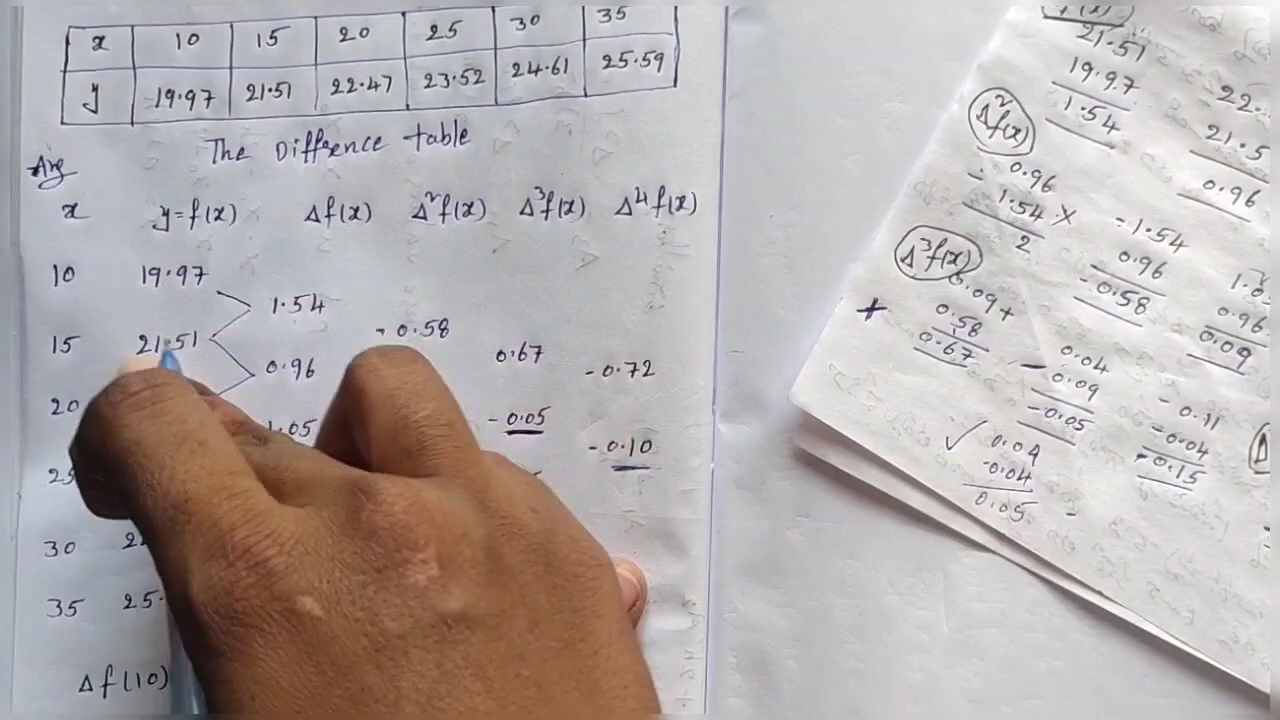 x 10 15 20 25 30 35
y 19.97 21.51 22.47 23.52 24.61 25.59
The Difference table
Ans
x y=f(x) Δf(x) Δ²f(x) Δ³f(x) Δ⁴f(x)
10 19.97
1.54
15 21.51 - 0.58
0.96 0.67
20 - 0.72
1.05 - 0.05
25 - 0.10
30
35 25.
Δf(10)
21.51
19.97
1.54
22.
21.5
0.96
Δ²f(x)
- 0.96
1.54 x
2
- 1.54
0.96
- 0.58
0.96
0.09
Δ³f(x)
0.09 +
+ 0.58
0.67
- 0.04
0.09
- 0.05
- 0.11
- 0.04
- 0.15
✓ 0.04
0.05 -